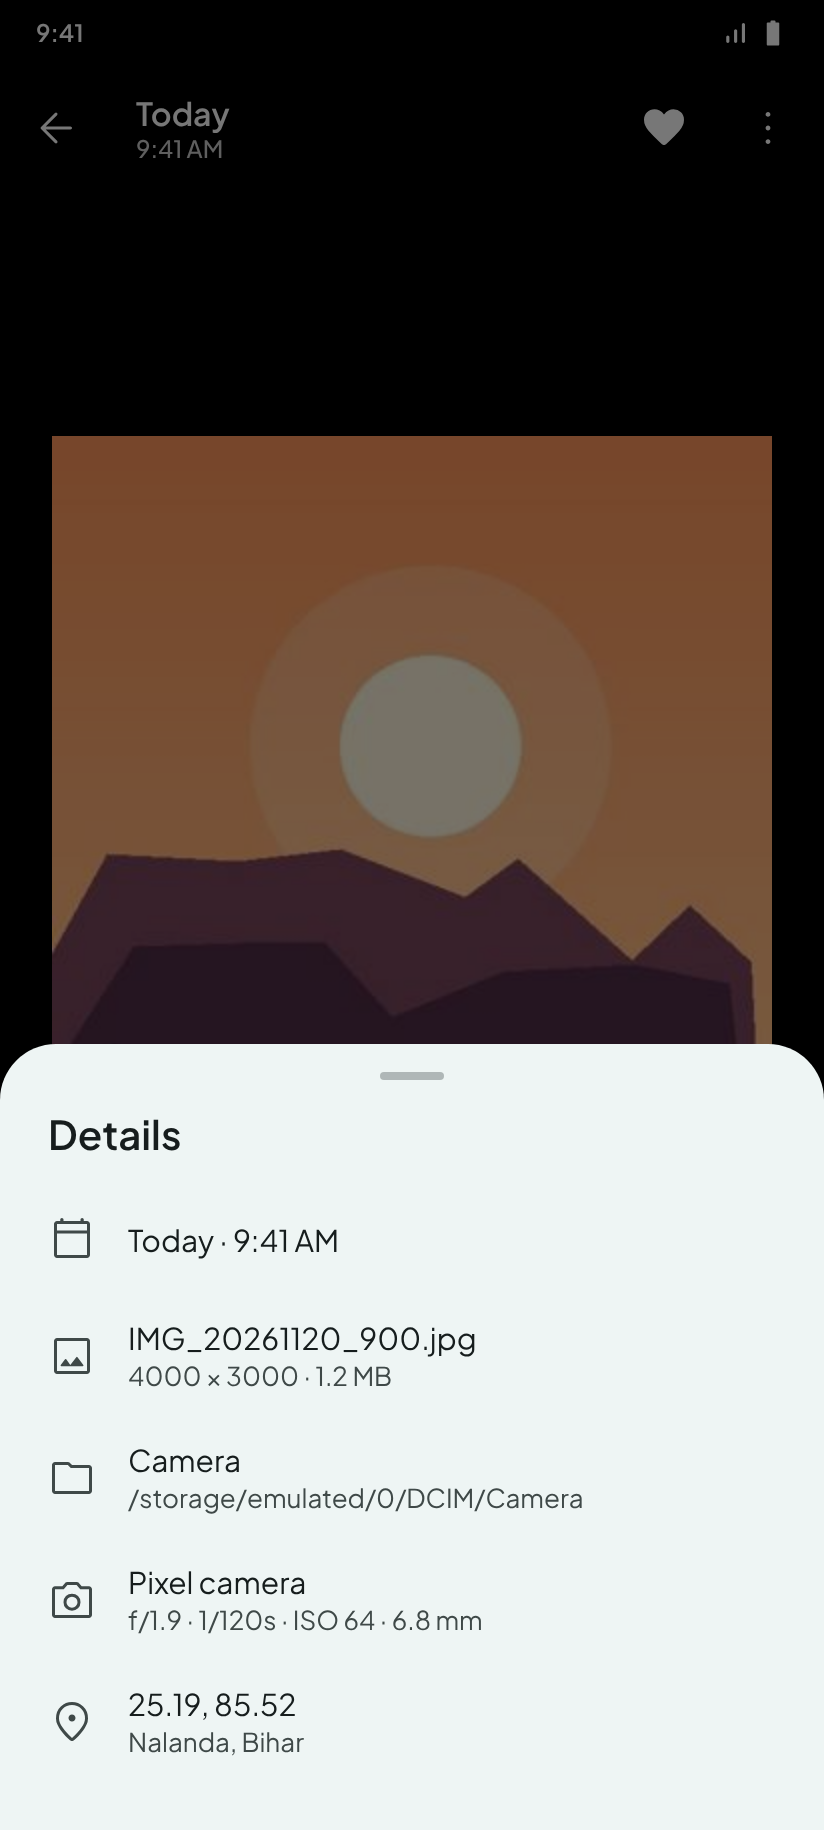 9:41
Today
9:41 AM
Details
Today · 9:41 AM
IMG_20261120_900.jpg
4000 × 3000 · 1.2 MB
Camera
/storage/emulated/0/DCIM/Camera
Pixel camera
f/1.9 · 1/120s · ISO 64 · 6.8 mm
25.19, 85.52
Nalanda, Bihar